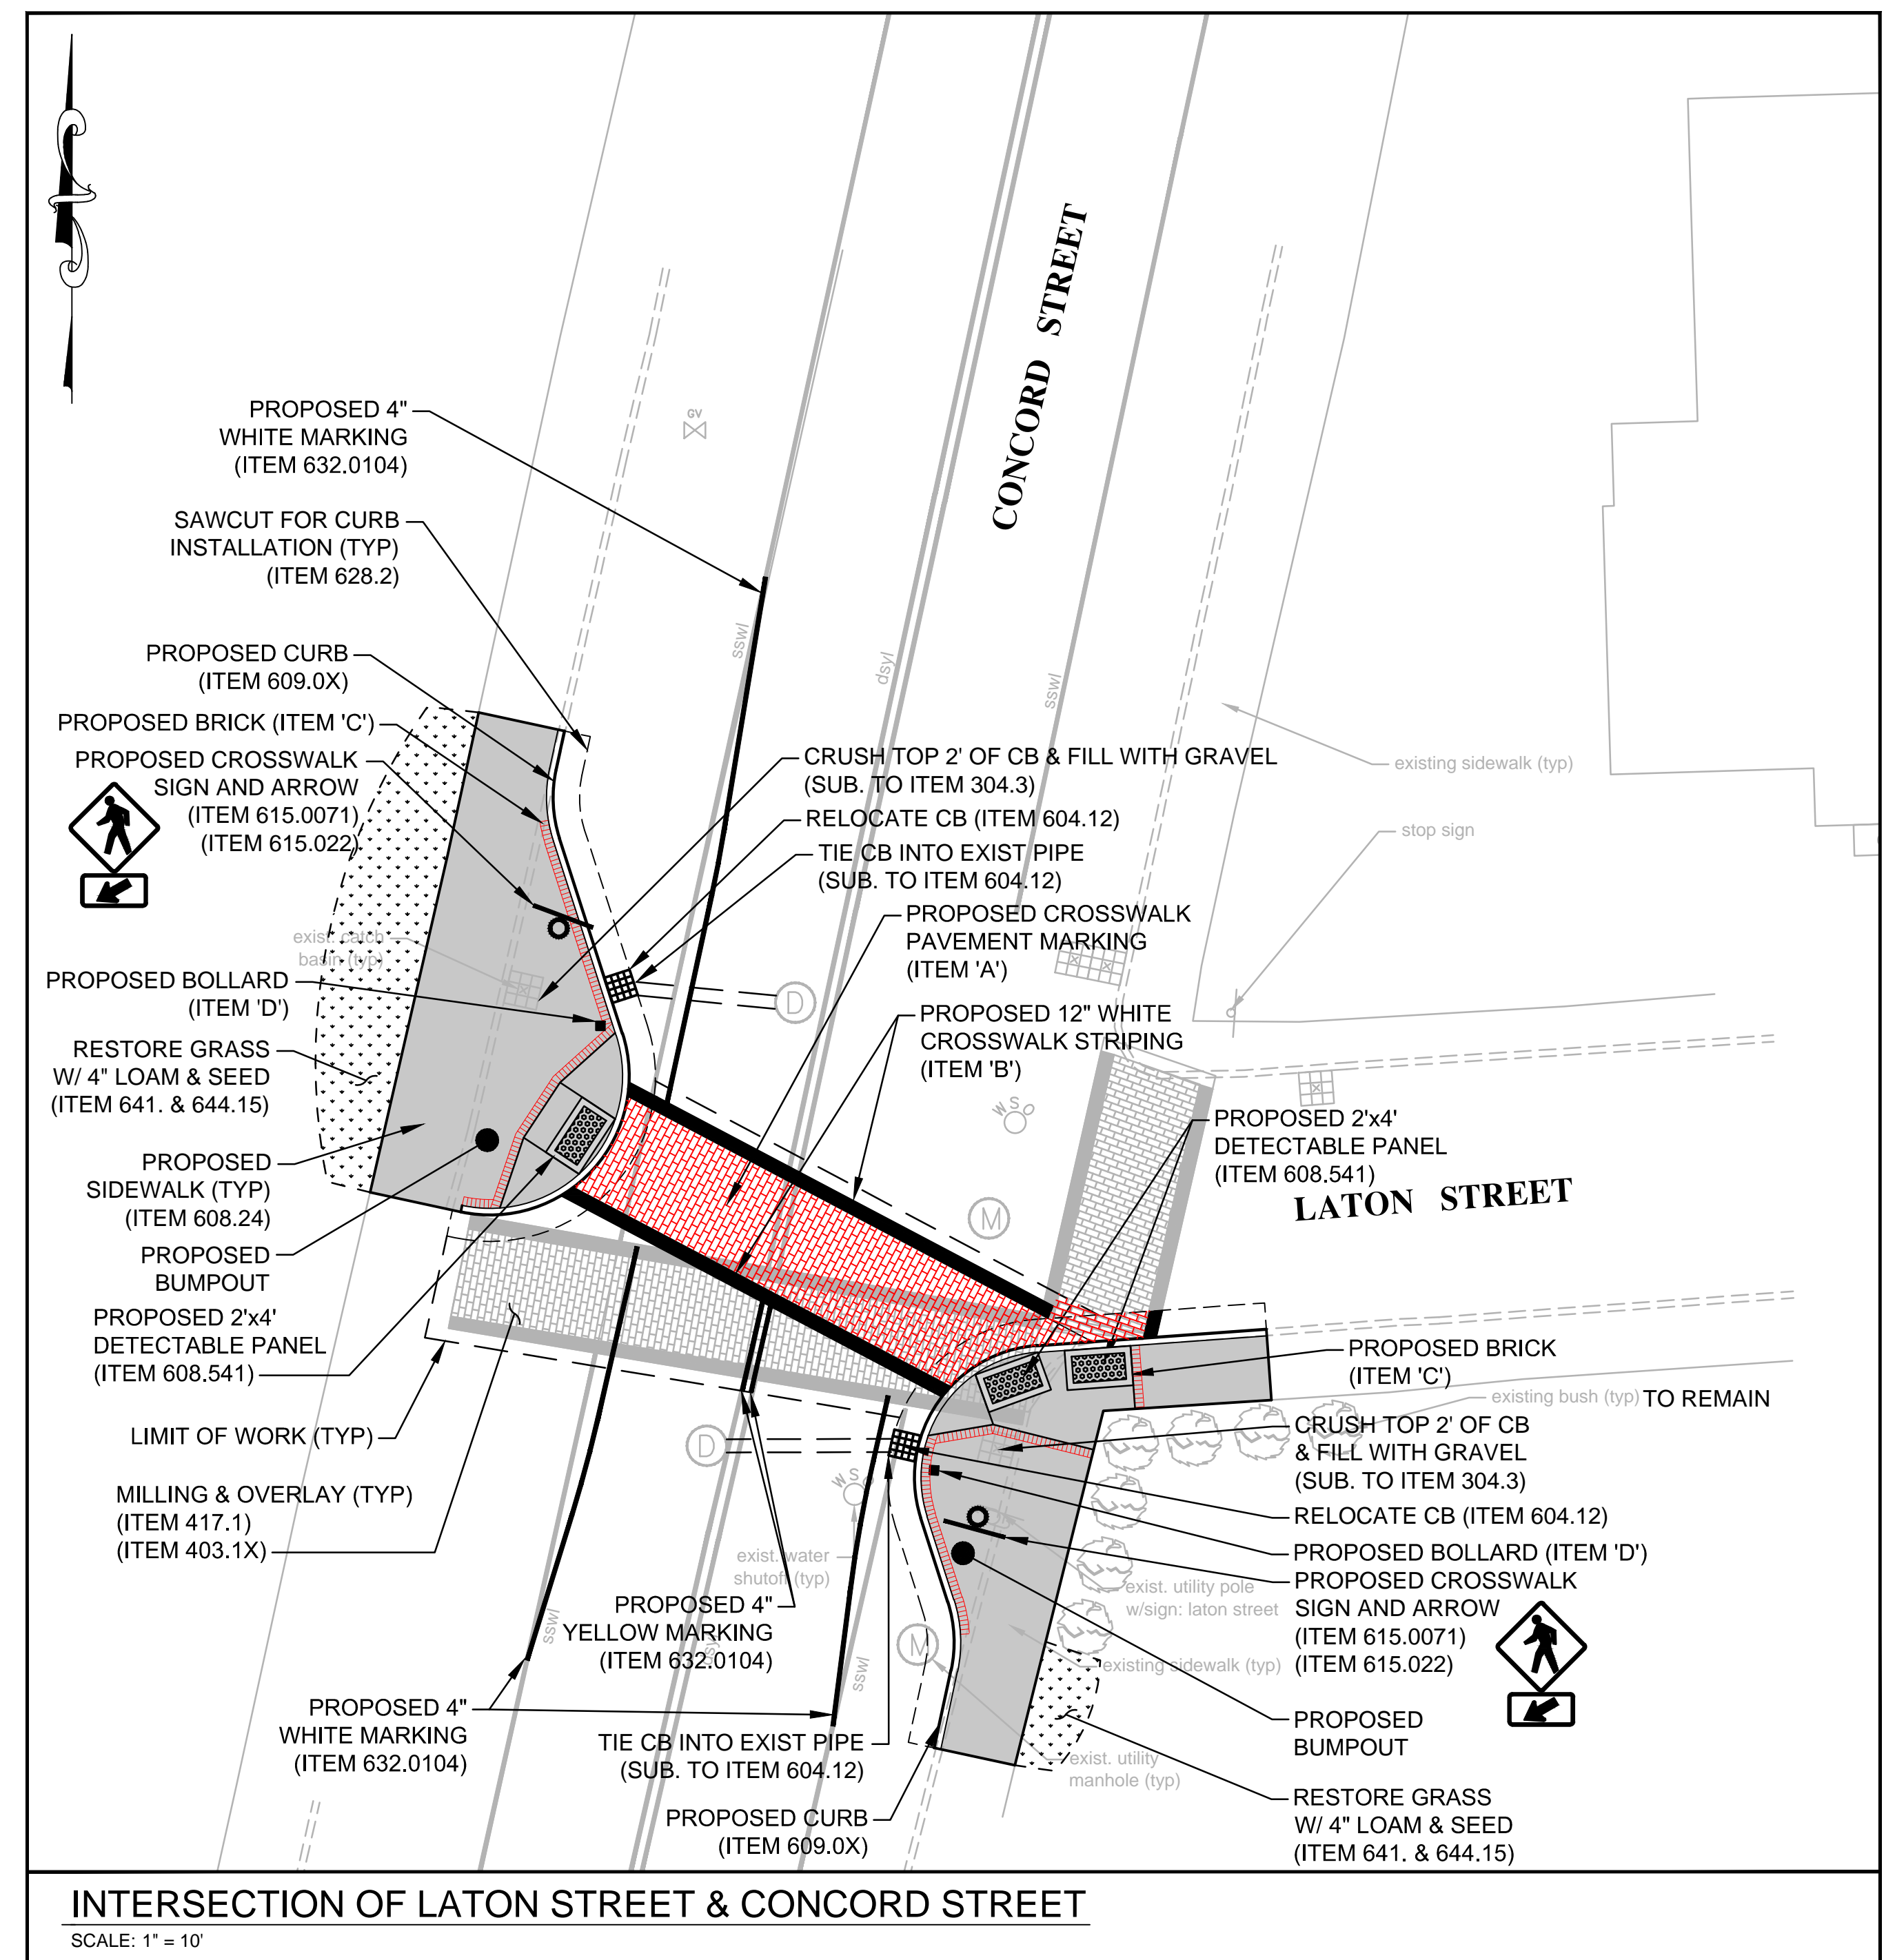 CONCORD STREET
PROPOSED 4"
WHITE MARKING
(ITEM 632.0104)
GV
SAWCUT FOR CURB
INSTALLATION (TYP)
(ITEM 628.2)
sswl
dsyl
sswl
PROPOSED CURB
(ITEM 609.0X)
PROPOSED BRICK (ITEM 'C')
PROPOSED CROSSWALK
SIGN AND ARROW
(ITEM 615.0071)
(ITEM 615.022)
CRUSH TOP 2' OF CB & FILL WITH GRAVEL
(SUB. TO ITEM 304.3)
RELOCATE CB (ITEM 604.12)
TIE CB INTO EXIST PIPE
(SUB. TO ITEM 604.12)
existing sidewalk (typ)
stop sign
PROPOSED CROSSWALK
PAVEMENT MARKING
(ITEM 'A')
exist. catch
basin (typ)
PROPOSED BOLLARD
(ITEM 'D')
D
PROPOSED 12" WHITE
CROSSWALK STRIPING
(ITEM 'B')
RESTORE GRASS
W/ 4" LOAM & SEED
(ITEM 641. & 644.15)
WSO
PROPOSED 2'x4'
DETECTABLE PANEL
(ITEM 608.541)
LATON STREET
M
PROPOSED
SIDEWALK (TYP)
(ITEM 608.24)
PROPOSED
BUMPOUT
PROPOSED 2'x4'
DETECTABLE PANEL
(ITEM 608.541)
PROPOSED BRICK
(ITEM 'C')
existing bush (typ) TO REMAIN
LIMIT OF WORK (TYP)
D
CRUSH TOP 2' OF CB
& FILL WITH GRAVEL
(SUB. TO ITEM 304.3)
MILLING & OVERLAY (TYP)
(ITEM 417.1)
(ITEM 403.1X)
WSO
RELOCATE CB (ITEM 604.12)
PROPOSED BOLLARD (ITEM 'D')
exist. water
shutoff (typ)
exist. utility pole
w/sign: laton street
PROPOSED CROSSWALK
SIGN AND ARROW
(ITEM 615.0071)
(ITEM 615.022)
PROPOSED 4"
YELLOW MARKING
(ITEM 632.0104)
sswl
dsyl
sswl
M
existing sidewalk (typ)
PROPOSED 4"
WHITE MARKING
(ITEM 632.0104)
TIE CB INTO EXIST PIPE
(SUB. TO ITEM 604.12)
exist. utility
manhole (typ)
PROPOSED
BUMPOUT
PROPOSED CURB
(ITEM 609.0X)
RESTORE GRASS
W/ 4" LOAM & SEED
(ITEM 641. & 644.15)
INTERSECTION OF LATON STREET & CONCORD STREET
SCALE: 1" = 10'